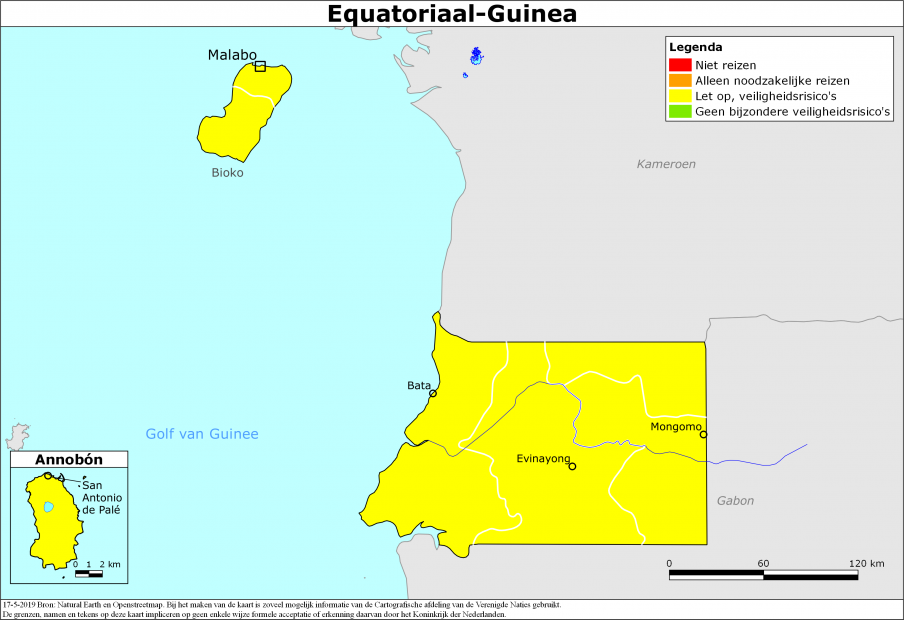 Equatoriaal-Guinea
Malabo
Bioko
Legenda
Niet reizen
Alleen noodzakelijke reizen
Let op, veiligheidsrisico's
Geen bijzondere veiligheidsrisico's
Kameroen
Bata
Golf van Guinee
Mongomo
Evinayong
Gabon
Annobón
San
Antonio
de Palé
0 1 2 km
0 60 120 km
17-5-2019 Bron: Natural Earth en Openstreetmap. Bij het maken van de kaart is zoveel mogelijk informatie van de Cartografische afdeling van de Verenigde Naties gebruikt.
De grenzen, namen en tekens op deze kaart impliceren op geen enkele wijze formele acceptatie of erkenning daarvan door het Koninkrijk der Nederlanden.